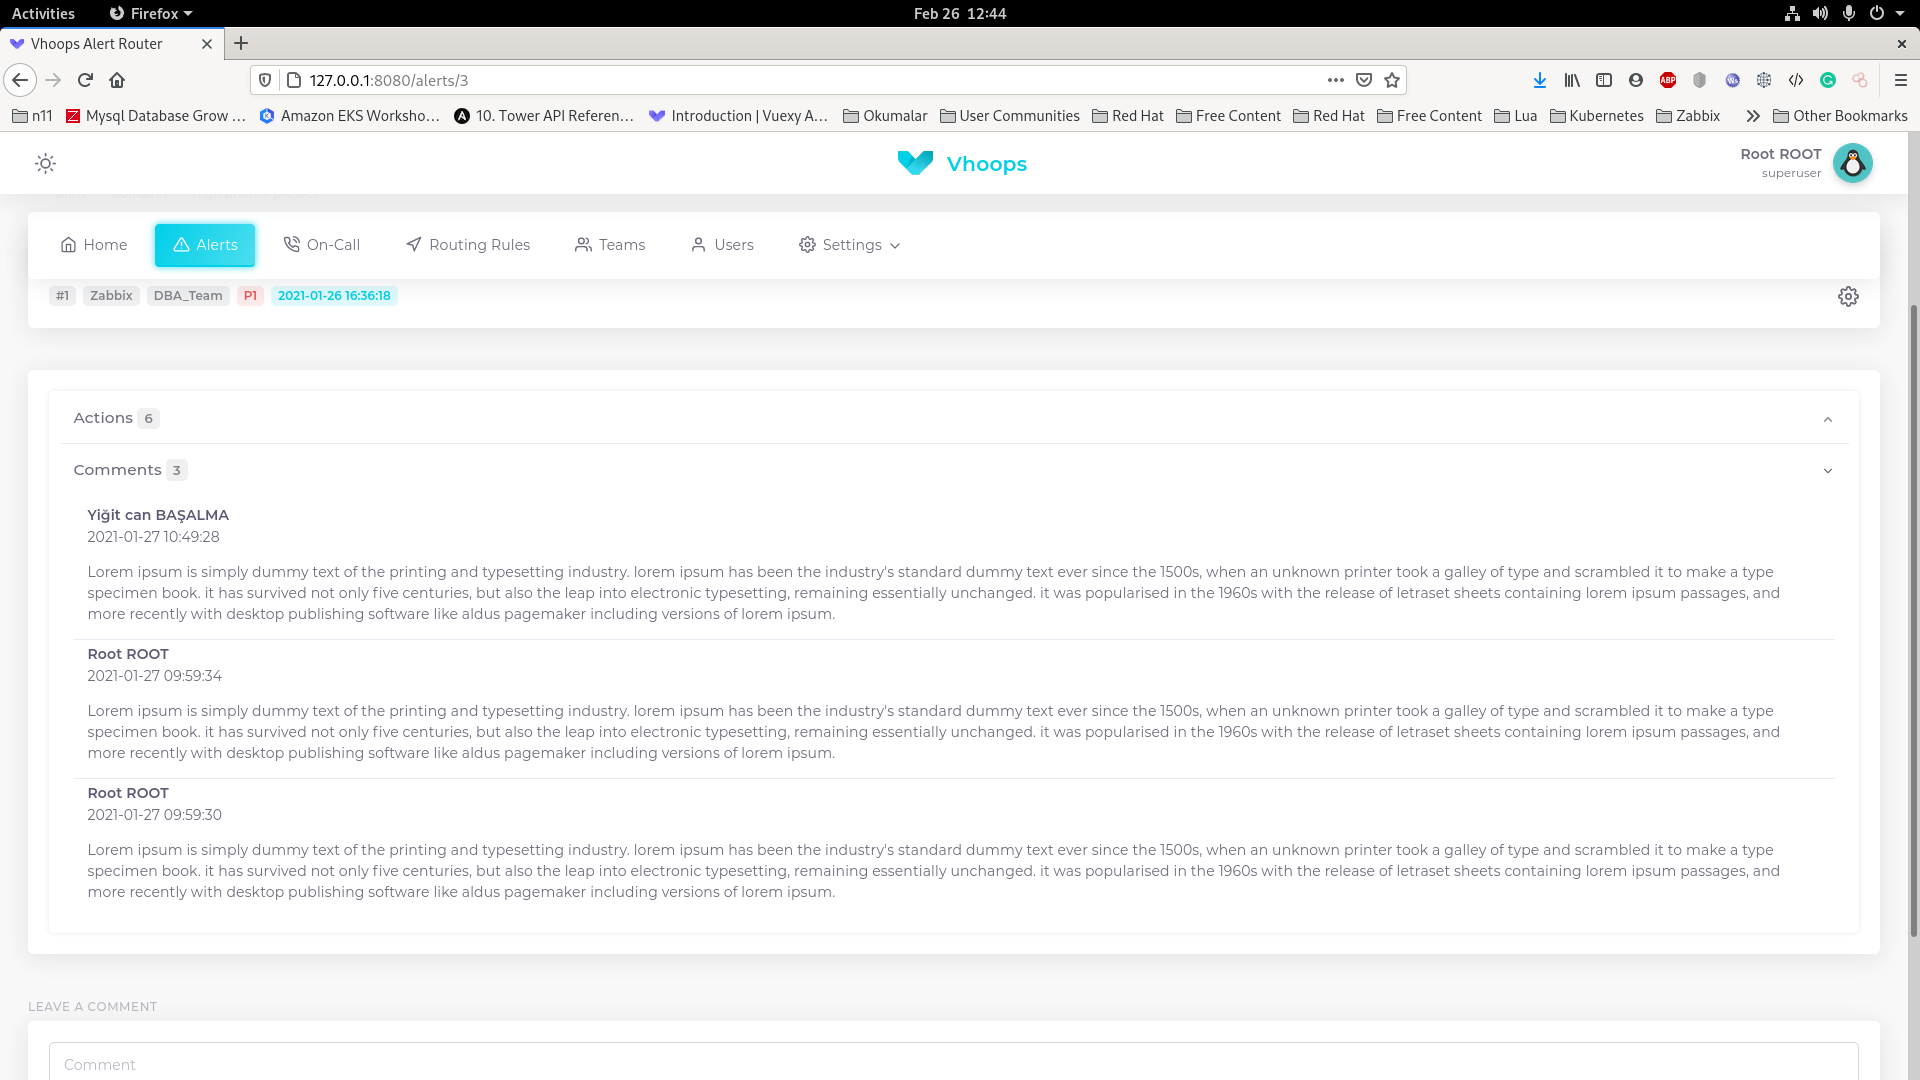 Activities Firefox Feb 26 12:44
Vhoops Alert Router
127.0.0.1:8080/alerts/3
n11 Mysql Database Grow … Amazon EKS Worksho… 10. Tower API Referen… Introduction | Vuexy A… Okumalar User Communities Red Hat Free Content Red Hat Free Content Lua Kubernetes Zabbix Other Bookmarks
Vhoops
Root ROOT
superuser
Home Alerts On-Call Routing Rules Teams Users Settings
#1 Zabbix DBA_Team P1 2021-01-26 16:36:18
Actions 6
Comments 3
Yiğit can BAŞALMA
2021-01-27 10:49:28
Lorem ipsum is simply dummy text of the printing and typesetting industry. lorem ipsum has been the industry's standard dummy text ever since the 1500s, when an unknown printer took a galley of type and scrambled it to make a type
specimen book. it has survived not only five centuries, but also the leap into electronic typesetting, remaining essentially unchanged. it was popularised in the 1960s with the release of letraset sheets containing lorem ipsum passages, and
more recently with desktop publishing software like aldus pagemaker including versions of lorem ipsum.
Root ROOT
2021-01-27 09:59:34
Lorem ipsum is simply dummy text of the printing and typesetting industry. lorem ipsum has been the industry's standard dummy text ever since the 1500s, when an unknown printer took a galley of type and scrambled it to make a type
specimen book. it has survived not only five centuries, but also the leap into electronic typesetting, remaining essentially unchanged. it was popularised in the 1960s with the release of letraset sheets containing lorem ipsum passages, and
more recently with desktop publishing software like aldus pagemaker including versions of lorem ipsum.
Root ROOT
2021-01-27 09:59:30
Lorem ipsum is simply dummy text of the printing and typesetting industry. lorem ipsum has been the industry's standard dummy text ever since the 1500s, when an unknown printer took a galley of type and scrambled it to make a type
specimen book. it has survived not only five centuries, but also the leap into electronic typesetting, remaining essentially unchanged. it was popularised in the 1960s with the release of letraset sheets containing lorem ipsum passages, and
more recently with desktop publishing software like aldus pagemaker including versions of lorem ipsum.
LEAVE A COMMENT
Comment